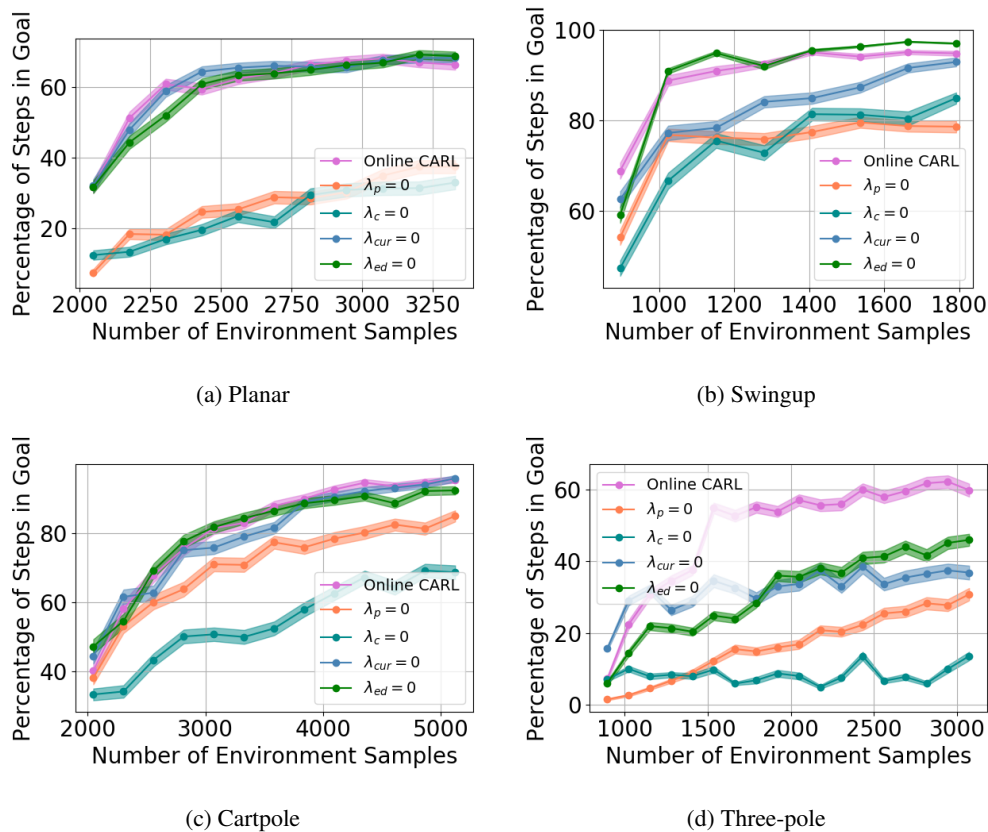 Percentage of Steps in Goal
60
40
20
Online CARL
λp = 0
λc = 0
λcur = 0
λed = 0
2000 2250 2500 2750 3000 3250
Number of Environment Samples
(a) Planar
Percentage of Steps in Goal
100
80
60
Online CARL
λp = 0
λc = 0
λcur = 0
λed = 0
1000 1200 1400 1600 1800
Number of Environment Samples
(b) Swingup
Percentage of Steps in Goal
80
60
40
Online CARL
λp = 0
λc = 0
λcur = 0
λed = 0
2000 3000 4000 5000
Number of Environment Samples
(c) Cartpole
Percentage of Steps in Goal
60
40
20
0
Online CARL
λp = 0
λc = 0
λcur = 0
λed = 0
1000 1500 2000 2500 3000
Number of Environment Samples
(d) Three-pole